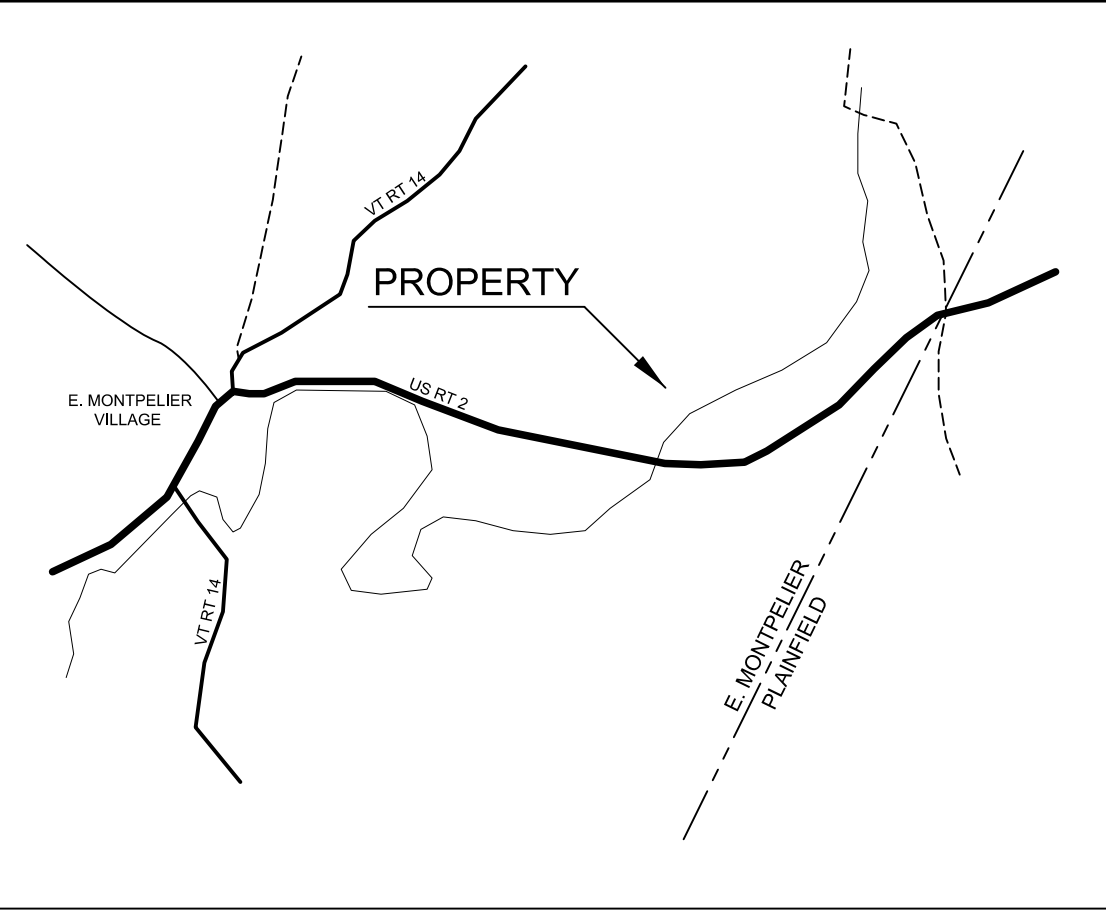 VT RT 14
PROPERTY
US RT 2
E. MONTPELIER
VILLAGE
VT RT 14
E. MONTPELIER
PLAINFIELD